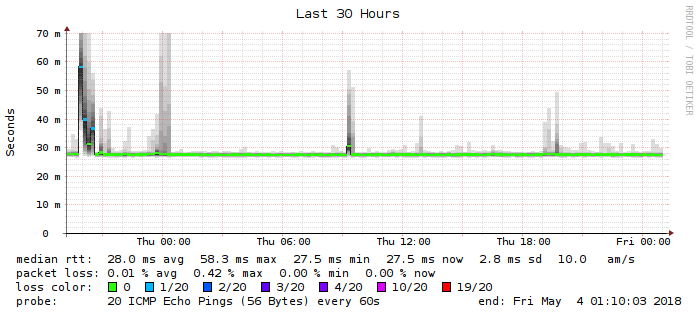 Last 30 Hours
RRDTOOL / TOBI OETIKER
Seconds
70 m
60 m
50 m
40 m
30 m
20 m
10 m
0
Thu 00:00 Thu 06:00 Thu 12:00 Thu 18:00 Fri 00:00
median rtt: 28.0 ms avg 58.3 ms max 27.5 ms min 27.5 ms now 2.8 ms sd 10.0 am/s
packet loss: 0.01 % avg 0.42 % max 0.00 % min 0.00 % now
loss color: 0 1/20 2/20 3/20 4/20 10/20 19/20
probe: 20 ICMP Echo Pings (56 Bytes) every 60s end: Fri May 4 01:10:03 2018